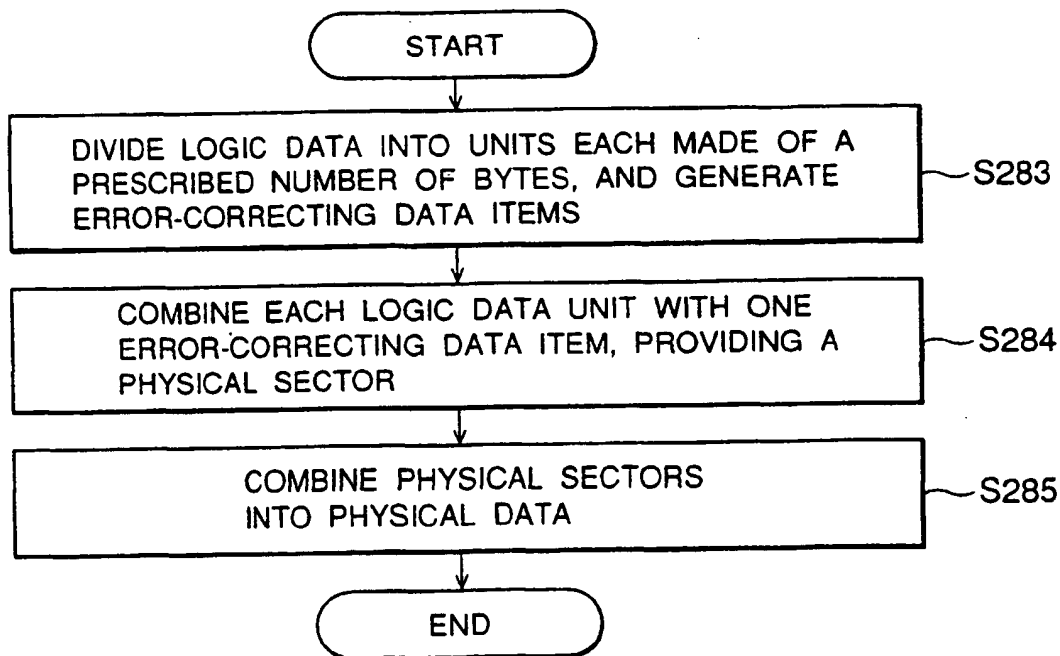 START
DIVIDE LOGIC DATA INTO UNITS EACH MADE OF A
PRESCRIBED NUMBER OF BYTES, AND GENERATE
ERROR-CORRECTING DATA ITEMS
S283
COMBINE EACH LOGIC DATA UNIT WITH ONE
ERROR-CORRECTING DATA ITEM, PROVIDING A
PHYSICAL SECTOR
S284
COMBINE PHYSICAL SECTORS
INTO PHYSICAL DATA
S285
END